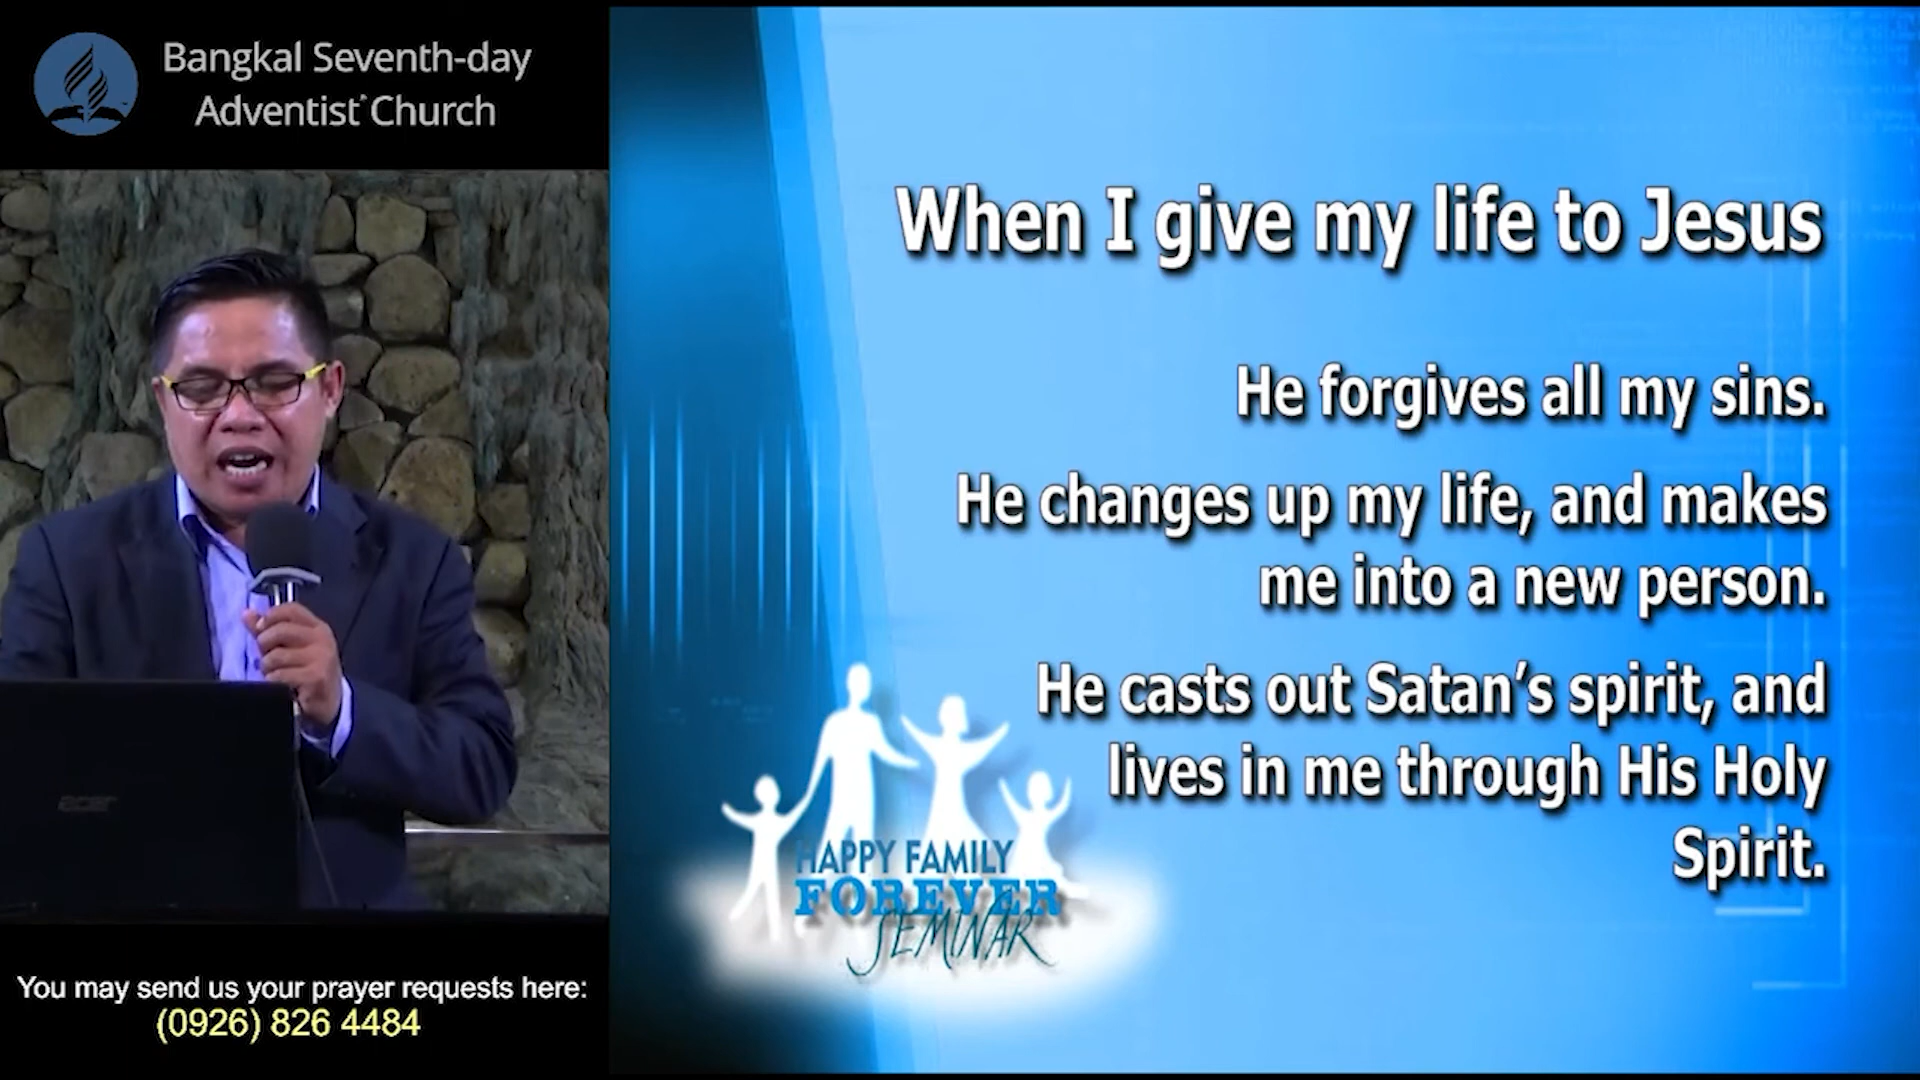 Bangkal Seventh-day
Adventist Church
When I give my life to Jesus
He forgives all my sins.
He changes up my life, and makes
me into a new person.
He casts out Satan's spirit, and
lives in me through His Holy
Spirit.
HAPPY FAMILY
FOREVER
SEMINAR
acer
You may send us your prayer requests here:
(0926) 826 4484